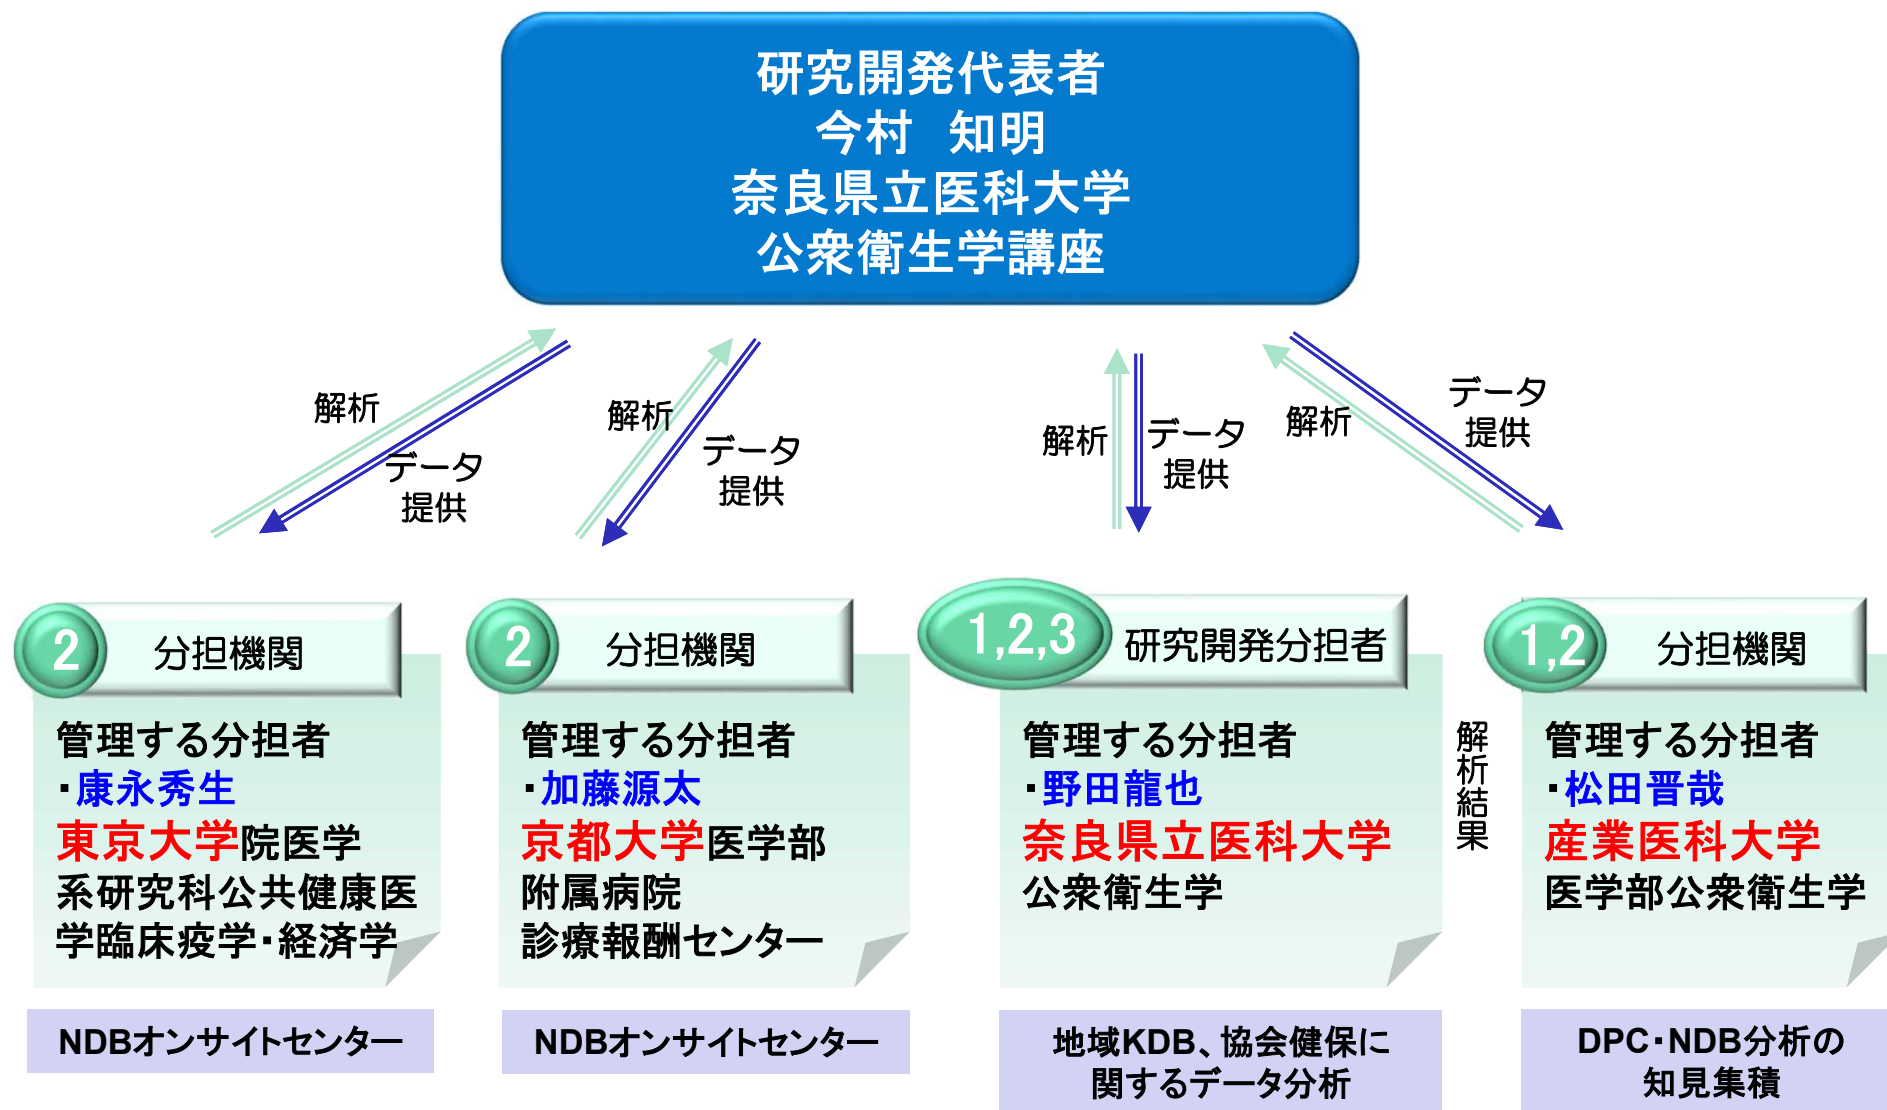 研究開発代表者
今村　知明
奈良県立医科大学
公衆衛生学講座
解析
データ
提供
解析
データ
提供
解析
データ
提供
解析
データ
提供
2
分担機関
管理する分担者
・康永秀生
東京大学院医学
系研究科公共健康医
学臨床疫学・経済学
NDBオンサイトセンター
2
分担機関
管理する分担者
・加藤源太
京都大学医学部
附属病院
診療報酬センター
NDBオンサイトセンター
1,2,3
研究開発分担者
管理する分担者
・野田龍也
奈良県立医科大学
公衆衛生学
地域KDB、協会健保に
関するデータ分析
解析結果
1,2
分担機関
管理する分担者
・松田晋哉
産業医科大学
医学部公衆衛生学
DPC・NDB分析の
知見集積